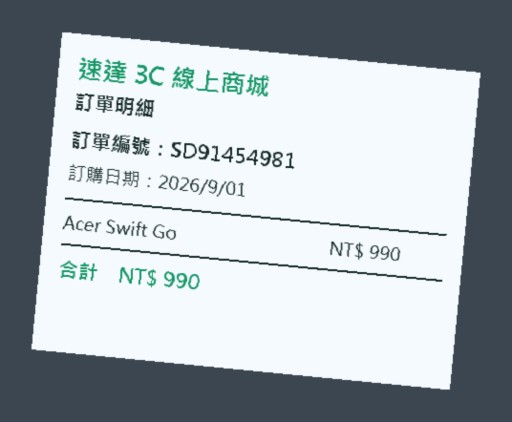 速達 3C 線上商城
訂單明細
訂單編號：SD91454981
訂購日期：2026/9/01
Acer Swift Go NT$ 990
合計 NT$ 990